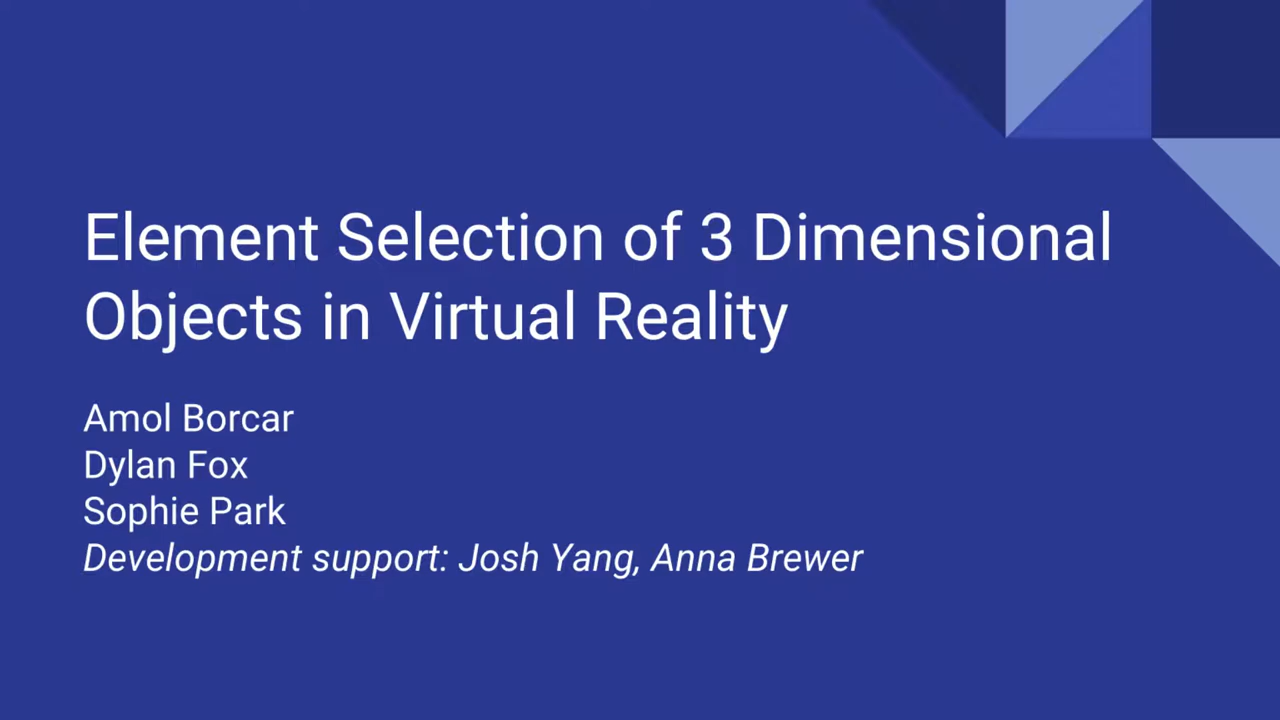 Element Selection of 3 Dimensional
Objects in Virtual Reality
Amol Borcar
Dylan Fox
Sophie Park
Development support: Josh Yang, Anna Brewer